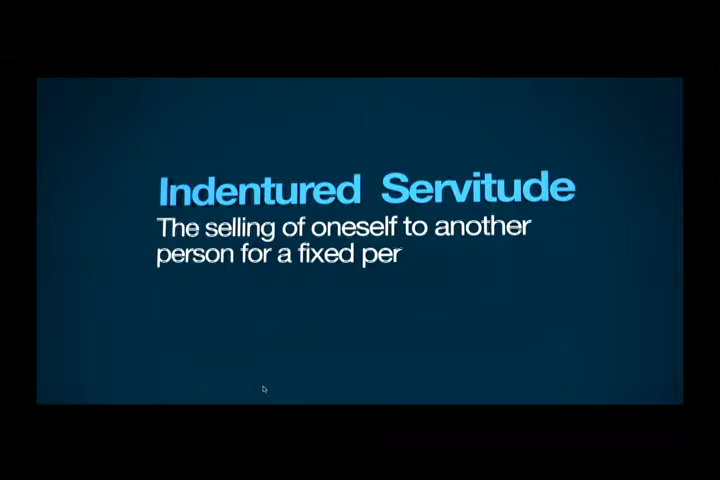 Indentured Servitude
The selling of oneself to another
person for a fixed per